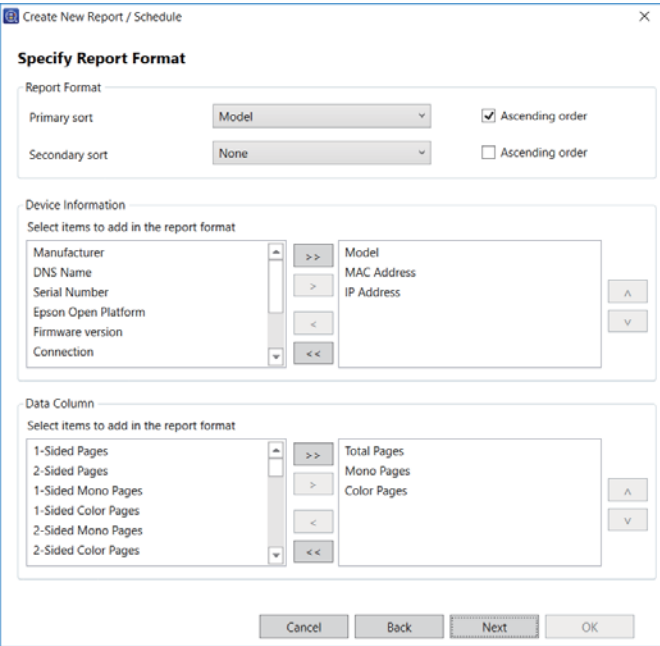 Create New Report / Schedule
Specify Report Format
Report Format
Primary sort Model Ascending order
Secondary sort None Ascending order
Device Information
Select items to add in the report format
Manufacturer
DNS Name
Serial Number
Epson Open Platform
Firmware version
Connection
>>
>
<
<<
Model
MAC Address
IP Address
Data Column
Select items to add in the report format
1-Sided Pages
2-Sided Pages
1-Sided Mono Pages
1-Sided Color Pages
2-Sided Mono Pages
2-Sided Color Pages
>>
>
<
<<
Total Pages
Mono Pages
Color Pages
Cancel Back Next OK